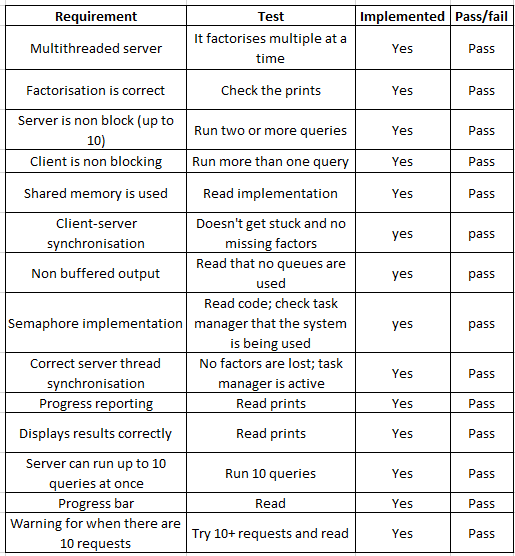 Requirement Test Implemented Pass/fail
Multithreaded server It factorises multiple at a time Yes Pass
Factorisation is correct Check the prints Yes Pass
Server is non block (up to 10) Run two or more queries Yes Pass
Client is non blocking Run more than one query Yes Pass
Shared memory is used Read implementation Yes Pass
Client-server synchronisation Doesn't get stuck and no missing factors yes pass
Non buffered output Read that no queues are used yes pass
Semaphore implementation Read code; check task manager that the system is being used yes pass
Correct server thread synchronisation No factors are lost; task manager is active Yes Pass
Progress reporting Read prints Yes Pass
Displays results correctly Read prints Yes Pass
Server can run up to 10 queries at once Run 10 queries Yes Pass
Progress bar Read Yes Pass
Warning for when there are 10 requests Try 10+ requests and read Yes Pass